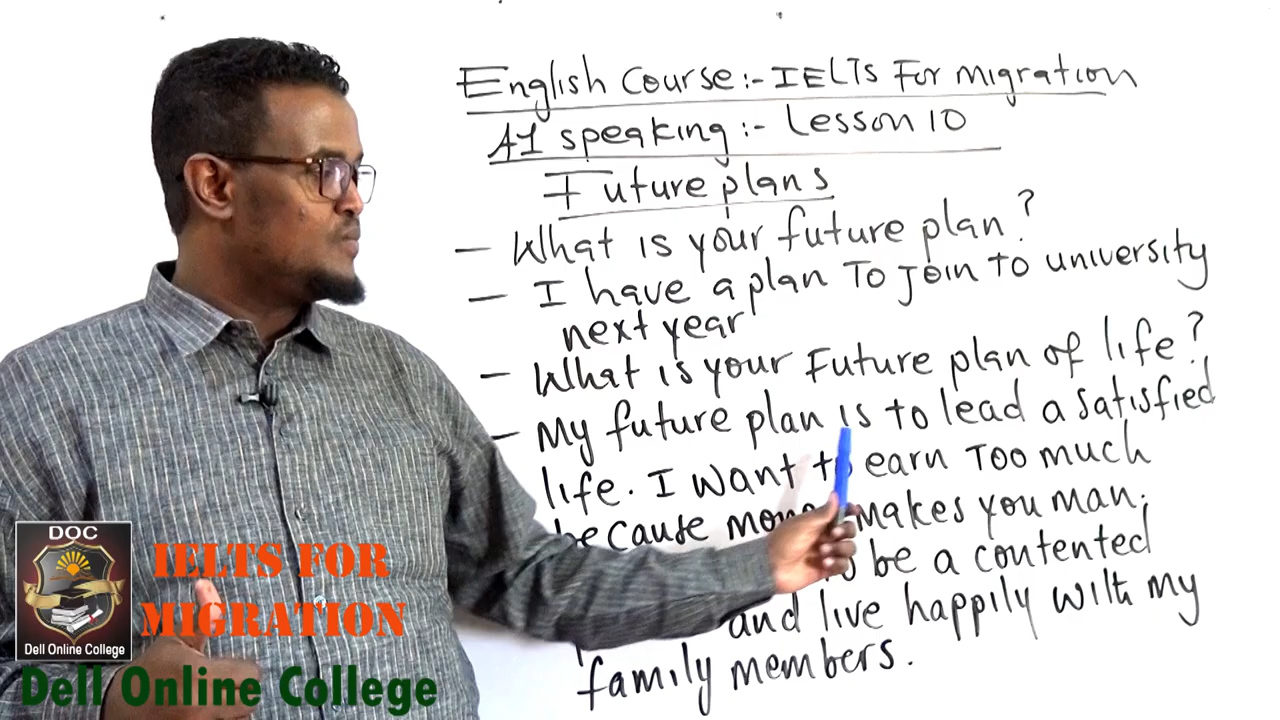 English Course:- IELTS For migration
A1 speaking:- Lesson 10
Future plans
- What is your future plan?
- I have a plan To join to university
next year
- What is your Future plan of life?
- My future plan is to lead a satisfied
life. I want to earn Too much
because makes you man.
be a contented
and live happily with my
family members.
DOC
Dell Online College
IELTS FOR
MIGRATION
Dell Online College